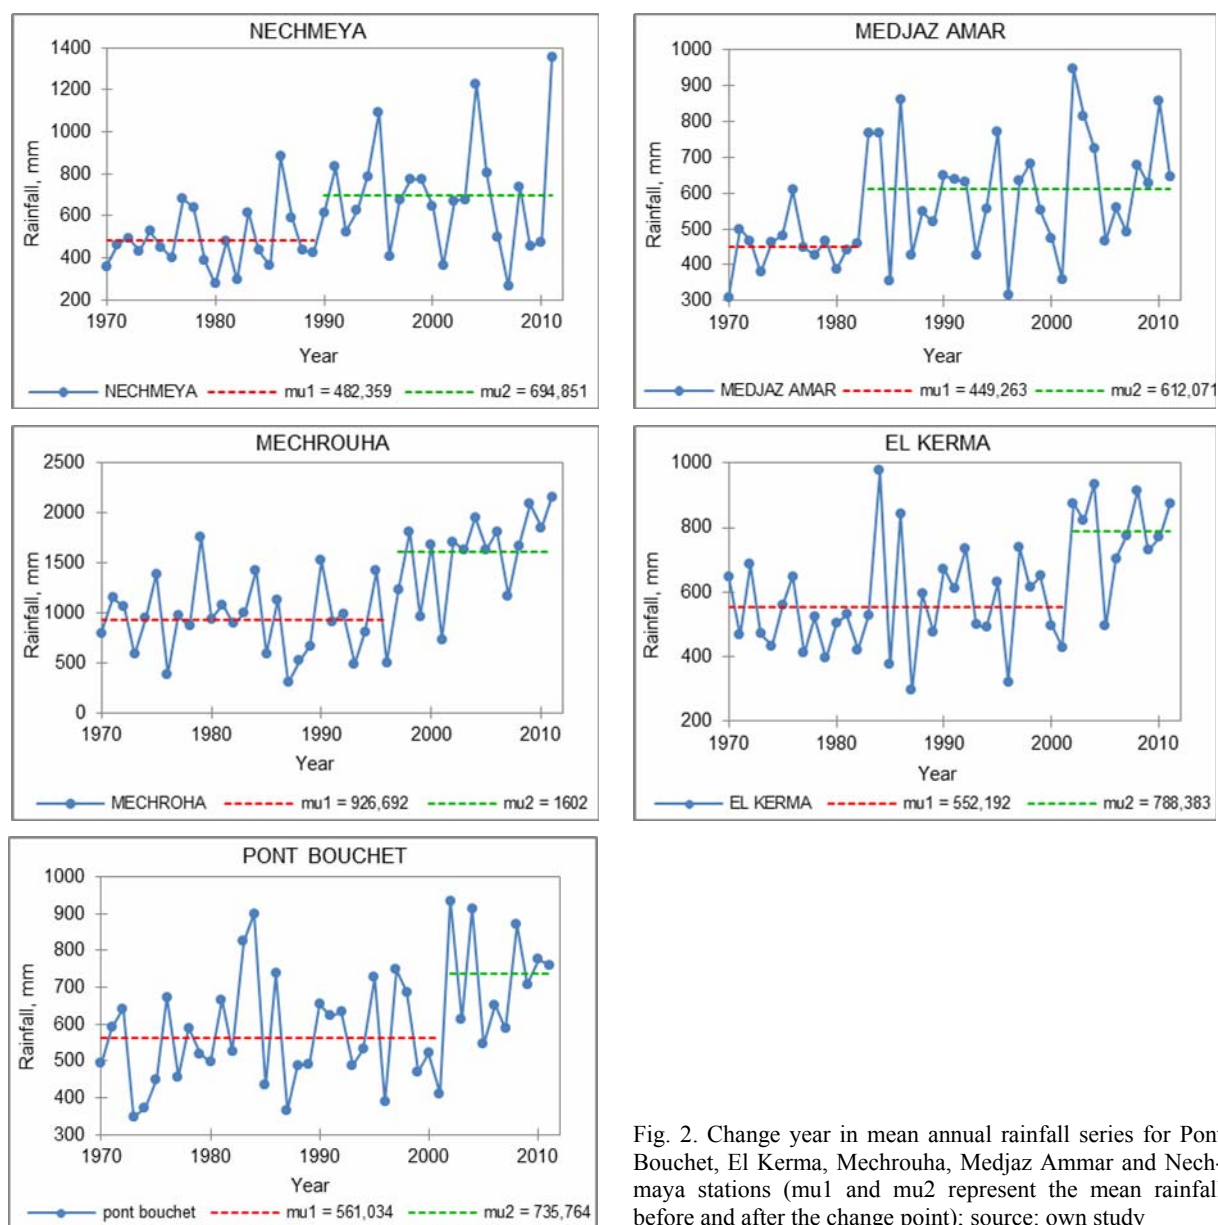 NECHMEYA
1400
1200
1000
800
600
400
200
Rainfall, mm
1970 1980 1990 2000 2010
Year
NECHMEYA mu1 = 482,359 mu2 = 694,851
MEDJAZ AMAR
1000
900
800
700
600
500
400
300
Rainfall, mm
1970 1980 1990 2000 2010
Year
MEDJAZ AMAR mu1 = 449,263 mu2 = 612,071
MECHROUHA
2500
2000
1500
1000
500
0
Rainfall, mm
1970 1980 1990 2000 2010
Year
MECHROHA mu1 = 926,692 mu2 = 1602
EL KERMA
1000
800
600
400
200
Rainfall, mm
1970 1980 1990 2000 2010
Year
EL KERMA mu1 = 552,192 mu2 = 788,383
PONT BOUCHET
1000
900
800
700
600
500
400
300
Rainfall, mm
1970 1980 1990 2000 2010
Year
pont bouchet mu1 = 561,034 mu2 = 735,764
Fig. 2. Change year in mean annual rainfall series for Pont
Bouchet, El Kerma, Mechrouha, Medjaz Ammar and Nech-
maya stations (mu1 and mu2 represent the mean rainfall
before and after the change point); source: own study